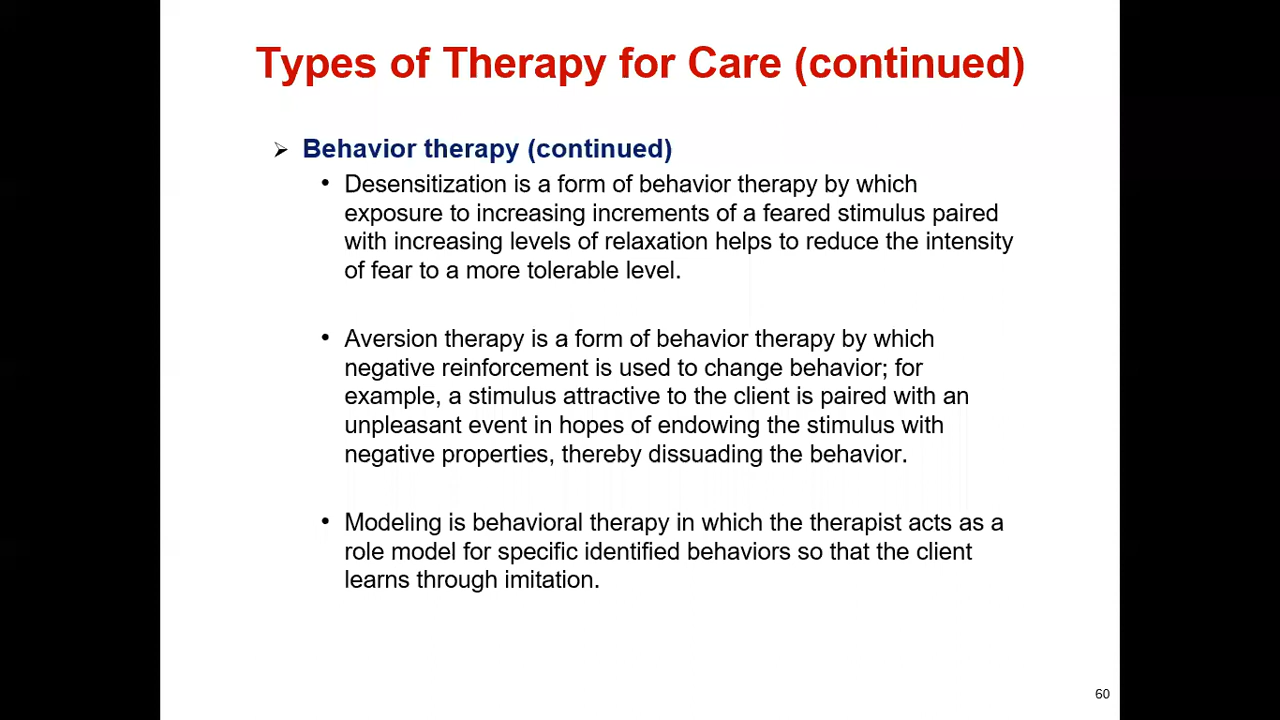 Types of Therapy for Care (continued)
➢ Behavior therapy (continued)
• Desensitization is a form of behavior therapy by which
exposure to increasing increments of a feared stimulus paired
with increasing levels of relaxation helps to reduce the intensity
of fear to a more tolerable level.
• Aversion therapy is a form of behavior therapy by which
negative reinforcement is used to change behavior; for
example, a stimulus attractive to the client is paired with an
unpleasant event in hopes of endowing the stimulus with
negative properties, thereby dissuading the behavior.
• Modeling is behavioral therapy in which the therapist acts as a
role model for specific identified behaviors so that the client
learns through imitation.
60